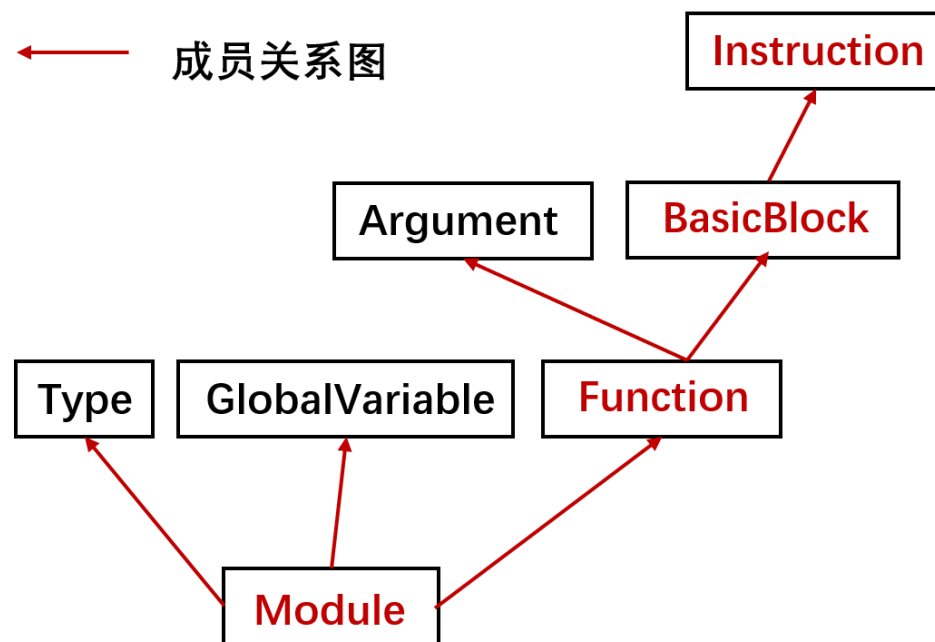 成员关系图
Instruction
Argument
BasicBlock
Type
GlobalVariable
Function
Module